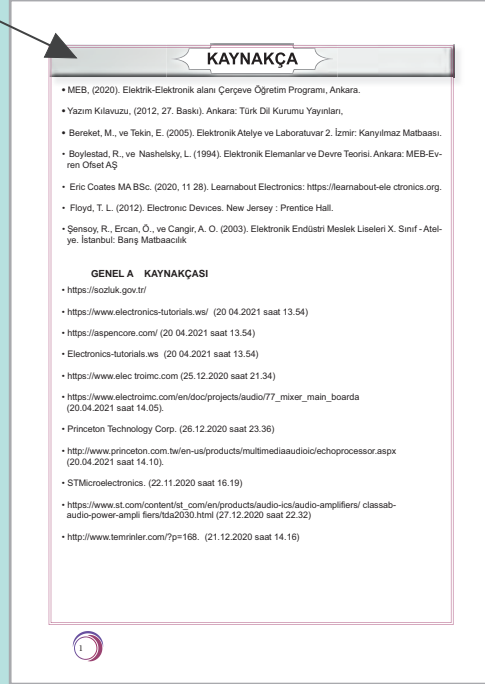 KAYNAKÇA
• MEB, (2020). Elektrik-Elektronik alanı Çerçeve Öğretim Programı, Ankara.
• Yazım Kılavuzu, (2012, 27. Baskı). Ankara: Türk Dil Kurumu Yayınları,
• Bereket, M., ve Tekin, E. (2005). Elektronik Atelye ve Laboratuvar 2. İzmir: Kanyılmaz Matbaası.
• Boylestad, R., ve Nashelsky, L. (1994). Elektronik Elemanlar ve Devre Teorisi. Ankara: MEB-Ev-
ren Ofset AŞ
• Eric Coates MA BSc. (2020, 11 28). Learnabout Electronics: https://learnabout-ele ctronics.org.
• Floyd, T. L. (2012). Electronıc Devıces. New Jersey : Prentice Hall.
• Şensoy, R., Ercan, Ö., ve Cangir, A. O. (2003). Elektronik Endüstri Meslek Liseleri X. Sınıf - Atel-
ye. İstanbul: Barış Matbaacılık
GENEL A KAYNAKÇASI
• https://sozluk.gov.tr/
• https://www.electronics-tutorials.ws/ (20 04.2021 saat 13.54)
• https://aspencore.com/ (20 04.2021 saat 13.54)
• Electronics-tutorials.ws (20 04.2021 saat 13.54)
• https://www.elec troimc.com (25.12.2020 saat 21.34)
• https://www.electroimc.com/en/doc/projects/audio/77_mixer_main_boarda
(20.04.2021 saat 14.05).
• Princeton Technology Corp. (26.12.2020 saat 23.36)
• http://www.princeton.com.tw/en-us/products/multimediaaudioic/echoprocessor.aspx
(20.04.2021 saat 14.10).
• STMicroelectronics. (22.11.2020 saat 16.19)
• https://www.st.com/content/st_com/en/products/audio-ics/audio-amplifiers/ classab-
audio-power-ampli fiers/tda2030.html (27.12.2020 saat 22.32)
• http://www.temrinler.com/?p=168. (21.12.2020 saat 14.16)
1